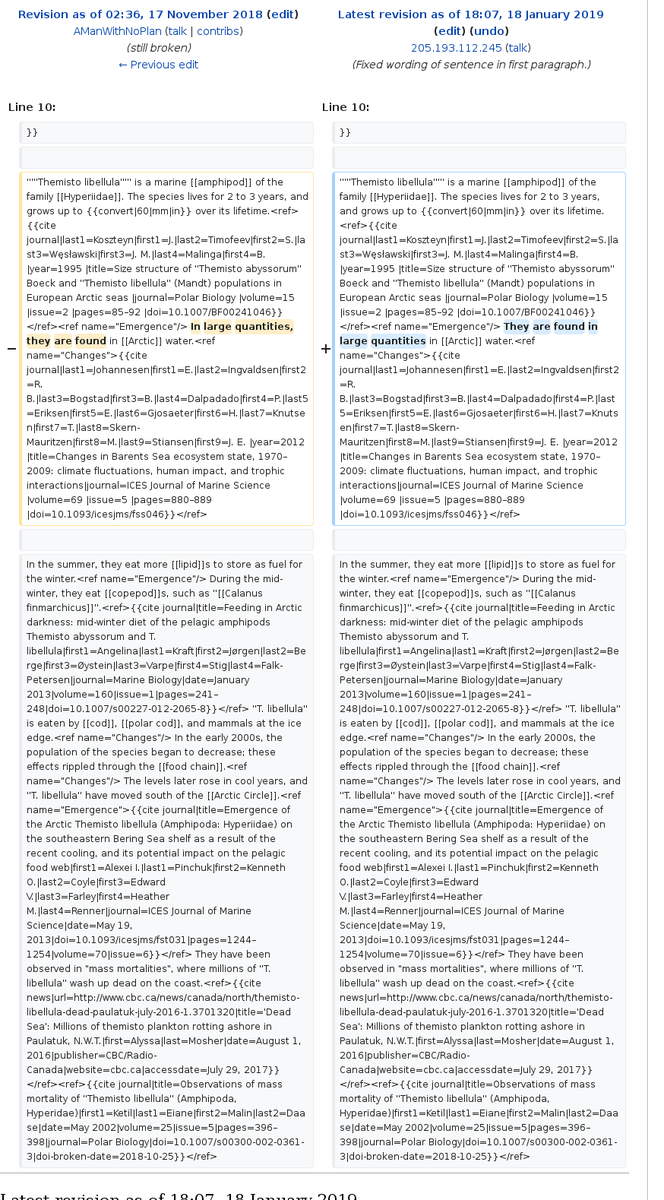 Revision as of 02:36, 17 November 2018 (edit)
AManWithNoPlan (talk | contribs)
(still broken)
← Previous edit
Latest revision as of 18:07, 18 January 2019
(edit) (undo)
205.193.112.245 (talk)
(Fixed wording of sentence in first paragraph.)
Line 10:
Line 10:
}}
}}
'''''Themisto libellula''''' is a marine [[amphipod]] of the
family [[Hyperiidae]]. The species lives for 2 to 3 years, and
grows up to {{convert|60|mm|in}} over its lifetime.<ref>
{{cite
journal|last1=Koszteyn|first1=J.|last2=Timofeev|first2=S.|la
st3=Węsławski|first3=J. M.|last4=Malinga|first4=B.
|year=1995 |title=Size structure of ''Themisto abyssorum''
Boeck and ''Themisto libellula'' (Mandt) populations in
European Arctic seas |journal=Polar Biology |volume=15
|issue=2 |pages=85–92 |doi=10.1007/BF00241046}}
</ref><ref name="Emergence"/> In large quantities,
− they are found in [[Arctic]] water.<ref
name="Changes">{{cite
journal|last1=Johannesen|first1=E.|last2=Ingvaldsen|first2
=R.
B.|last3=Bogstad|first3=B.|last4=Dalpadado|first4=P.|last5
=Eriksen|first5=E.|last6=Gjosaeter|first6=H.|last7=Knutse
n|first7=T.|last8=Skern-
Mauritzen|first8=M.|last9=Stiansen|first9=J. E. |year=2012
|title=Changes in Barents Sea ecosystem state, 1970–
2009: climate fluctuations, human impact, and trophic
interactions|journal=ICES Journal of Marine Science
|volume=69 |issue=5 |pages=880–889
|doi=10.1093/icesjms/fss046}}</ref>
'''''Themisto libellula''''' is a marine [[amphipod]] of the
family [[Hyperiidae]]. The species lives for 2 to 3 years,
and grows up to {{convert|60|mm|in}} over its lifetime.
<ref>{{cite
journal|last1=Koszteyn|first1=J.|last2=Timofeev|first2=S.|la
st3=Węsławski|first3=J. M.|last4=Malinga|first4=B.
|year=1995 |title=Size structure of ''Themisto abyssorum''
Boeck and ''Themisto libellula'' (Mandt) populations in
European Arctic seas |journal=Polar Biology |volume=15
|issue=2 |pages=85–92 |doi=10.1007/BF00241046}}
</ref><ref name="Emergence"/> They are found in
+ large quantities in [[Arctic]] water.<ref
name="Changes">{{cite
journal|last1=Johannesen|first1=E.|last2=Ingvaldsen|first2
=R.
B.|last3=Bogstad|first3=B.|last4=Dalpadado|first4=P.|last
5=Eriksen|first5=E.|last6=Gjosaeter|first6=H.|last7=Knuts
en|first7=T.|last8=Skern-
Mauritzen|first8=M.|last9=Stiansen|first9=J. E. |year=2012
|title=Changes in Barents Sea ecosystem state, 1970–
2009: climate fluctuations, human impact, and trophic
interactions|journal=ICES Journal of Marine Science
|volume=69 |issue=5 |pages=880–889
|doi=10.1093/icesjms/fss046}}</ref>
In the summer, they eat more [[lipid]]s to store as fuel for
the winter.<ref name="Emergence"/> During the mid-
winter, they eat [[copepod]]s, such as ''[[Calanus
finmarchicus]]''.<ref>{{cite journal|title=Feeding in Arctic
darkness: mid-winter diet of the pelagic amphipods
Themisto abyssorum and T.
libellula|first1=Angelina|last1=Kraft|first2=Jørgen|last2=Be
rge|first3=Øystein|last3=Varpe|first4=Stig|last4=Falk-
Petersen|journal=Marine Biology|date=January
2013|volume=160|issue=1|pages=241–
248|doi=10.1007/s00227-012-2065-8}}</ref> ''T. libellula''
is eaten by [[cod]], [[polar cod]], and mammals at the ice
edge.<ref name="Changes"/> In the early 2000s, the
population of the species began to decrease; these
effects rippled through the [[food chain]].<ref
name="Changes"/> The levels later rose in cool years, and
''T. libellula'' have moved south of the [[Arctic Circle]].<ref
name="Emergence">{{cite journal|title=Emergence of
the Arctic Themisto libellula (Amphipoda: Hyperiidae) on
the southeastern Bering Sea shelf as a result of the
recent cooling, and its potential impact on the pelagic
food web|first1=Alexei I.|last1=Pinchuk|first2=Kenneth
O.|last2=Coyle|first3=Edward
V.|last3=Farley|first4=Heather
M.|last4=Renner|journal=ICES Journal of Marine
Science|date=May 19,
2013|doi=10.1093/icesjms/fst031|pages=1244–
1254|volume=70|issue=6}}</ref> They have been
observed in "mass mortalities", where millions of ''T.
libellula'' wash up dead on the coast.<ref>{{cite
news|url=http://www.cbc.ca/news/canada/north/themisto-
libellula-dead-paulatuk-july-2016-1.3701320|title='Dead
Sea': Millions of themisto plankton rotting ashore in
Paulatuk, N.W.T.|first=Alyssa|last=Mosher|date=August 1,
2016|publisher=CBC/Radio-
Canada|website=cbc.ca|accessdate=July 29, 2017}}
</ref><ref>{{cite journal|title=Observations of mass
mortality of ''Themisto libellula'' (Amphipoda,
Hyperidae)|first1=Ketil|last1=Eiane|first2=Malin|last2=Daa
se|date=May 2002|volume=25|issue=5|pages=396–
398|journal=Polar Biology|doi=10.1007/s00300-002-0361-
3|doi-broken-date=2018-10-25}}</ref>
In the summer, they eat more [[lipid]]s to store as fuel for
the winter.<ref name="Emergence"/> During the mid-
winter, they eat [[copepod]]s, such as ''[[Calanus
finmarchicus]]''.<ref>{{cite journal|title=Feeding in Arctic
darkness: mid-winter diet of the pelagic amphipods
Themisto abyssorum and T.
libellula|first1=Angelina|last1=Kraft|first2=Jørgen|last2=Be
rge|first3=Øystein|last3=Varpe|first4=Stig|last4=Falk-
Petersen|journal=Marine Biology|date=January
2013|volume=160|issue=1|pages=241–
248|doi=10.1007/s00227-012-2065-8}}</ref> ''T. libellula''
is eaten by [[cod]], [[polar cod]], and mammals at the ice
edge.<ref name="Changes"/> In the early 2000s, the
population of the species began to decrease; these
effects rippled through the [[food chain]].<ref
name="Changes"/> The levels later rose in cool years, and
''T. libellula'' have moved south of the [[Arctic Circle]].<ref
name="Emergence">{{cite journal|title=Emergence of
the Arctic Themisto libellula (Amphipoda: Hyperiidae) on
the southeastern Bering Sea shelf as a result of the
recent cooling, and its potential impact on the pelagic
food web|first1=Alexei I.|last1=Pinchuk|first2=Kenneth
O.|last2=Coyle|first3=Edward
V.|last3=Farley|first4=Heather
M.|last4=Renner|journal=ICES Journal of Marine
Science|date=May 19,
2013|doi=10.1093/icesjms/fst031|pages=1244–
1254|volume=70|issue=6}}</ref> They have been
observed in "mass mortalities", where millions of ''T.
libellula'' wash up dead on the coast.<ref>{{cite
news|url=http://www.cbc.ca/news/canada/north/themisto-
libellula-dead-paulatuk-july-2016-1.3701320|title='Dead
Sea': Millions of themisto plankton rotting ashore in
Paulatuk, N.W.T.|first=Alyssa|last=Mosher|date=August 1,
2016|publisher=CBC/Radio-
Canada|website=cbc.ca|accessdate=July 29, 2017}}
</ref><ref>{{cite journal|title=Observations of mass
mortality of ''Themisto libellula'' (Amphipoda,
Hyperidae)|first1=Ketil|last1=Eiane|first2=Malin|last2=Daa
se|date=May 2002|volume=25|issue=5|pages=396–
398|journal=Polar Biology|doi=10.1007/s00300-002-0361-
3|doi-broken-date=2018-10-25}}</ref>
Latest revision as of 18:07, 18 January 2019